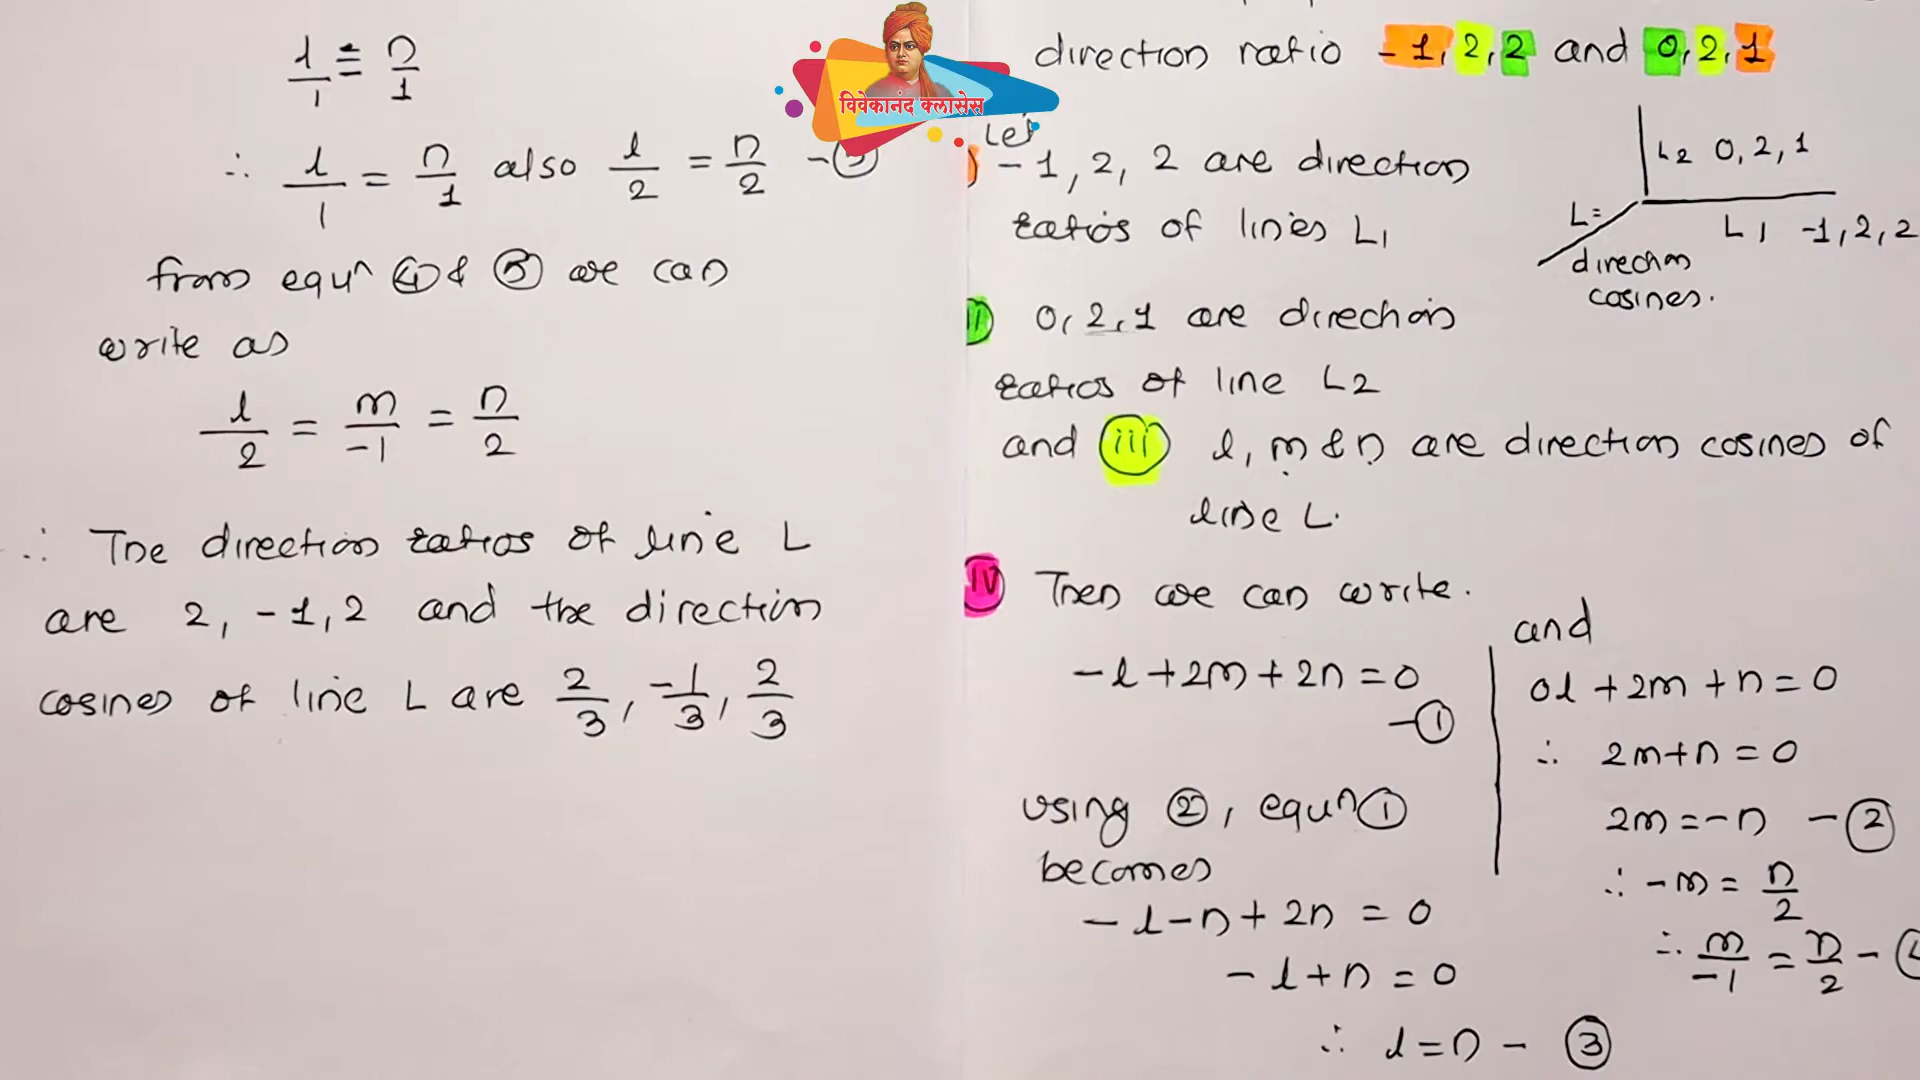 l/1 = n/1
∴ l/1 = n/1 also l/2 = n/2 - ⑤
from equⁿ ④ & ⑤ we can
write as
l/2 = m/-1 = n/2
∴ The direction ratios of line L
are 2, -1, 2 and the direction
cosines of line L are 2/3, -1/3, 2/3
विवेकानंद क्लासेस
direction ratio -1, 2, 2 and 0, 2, 1
Let
) -1, 2, 2 are direction
ratios of lines L1
L2 0, 2, 1
L=
L1 -1, 2, 2
direction
cosines.
ii) 0, 2, 1 are direction
ratios of line L2
and (iii) l, m & n are direction cosines of
line L.
(iv) Then we can write.
-l + 2m + 2n = 0
- ①
using ②, equⁿ ①
becomes
-l - n + 2n = 0
-l + n = 0
∴ l = n - ③
and
0l + 2m + n = 0
∴ 2m + n = 0
2m = -n - ②
∴ -m = n/2
∴ m/-1 = n/2 - ④